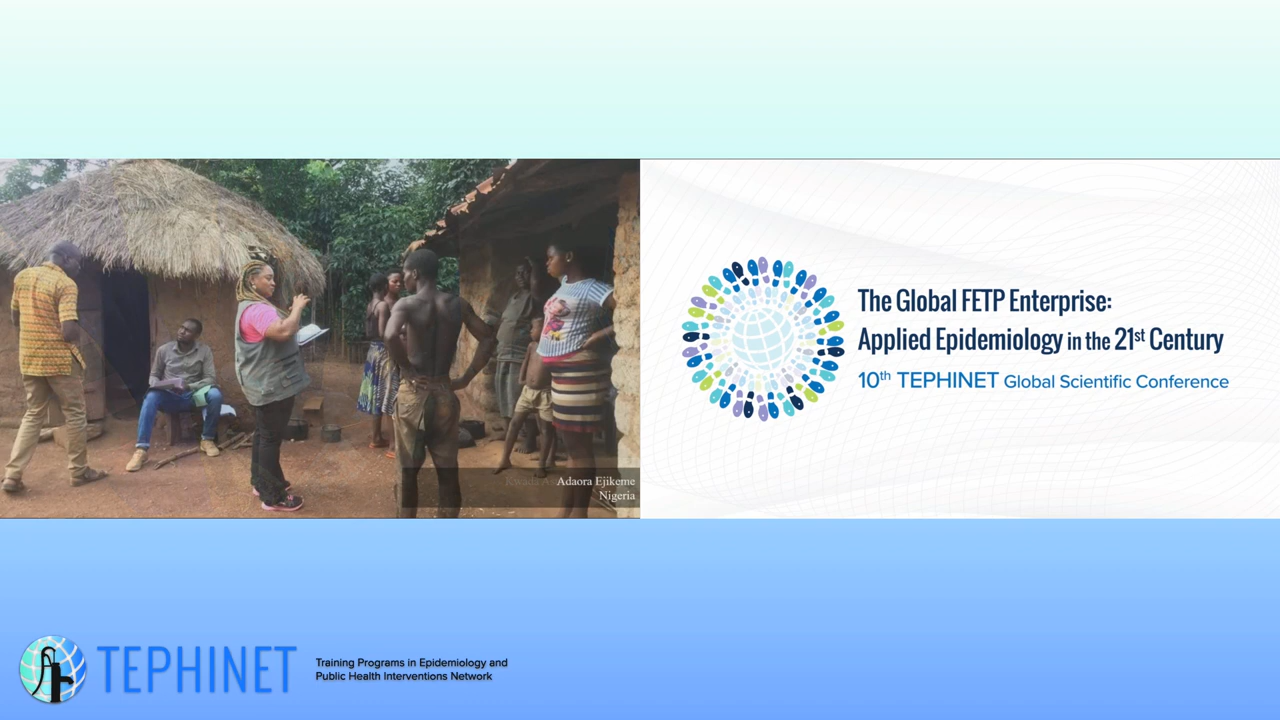 Adaora Ejikeme
Nigeria
The Global FETP Enterprise:
Applied Epidemiology in the 21st Century
10th TEPHINET Global Scientific Conference
TEPHINET
Training Programs in Epidemiology and
Public Health Interventions Network